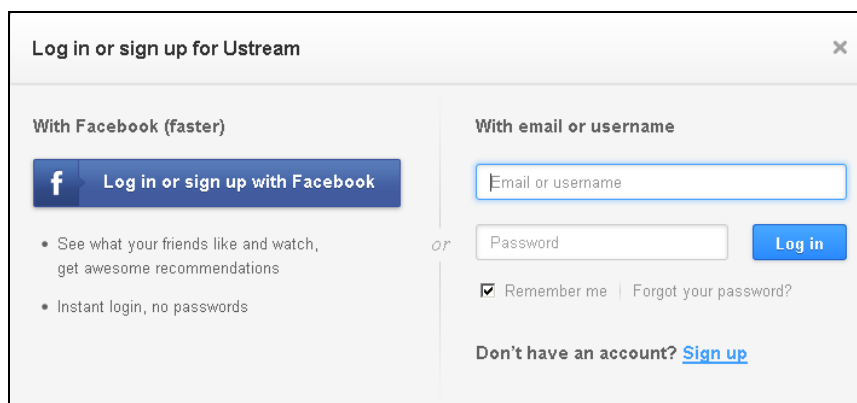 Log in or sign up for Ustream
×
With Facebook (faster)
f Log in or sign up with Facebook
• See what your friends like and watch,
get awesome recommendations
• Instant login, no passwords
or
With email or username
Email or username
Password
Log in
Remember me | Forgot your password?
Don't have an account? Sign up